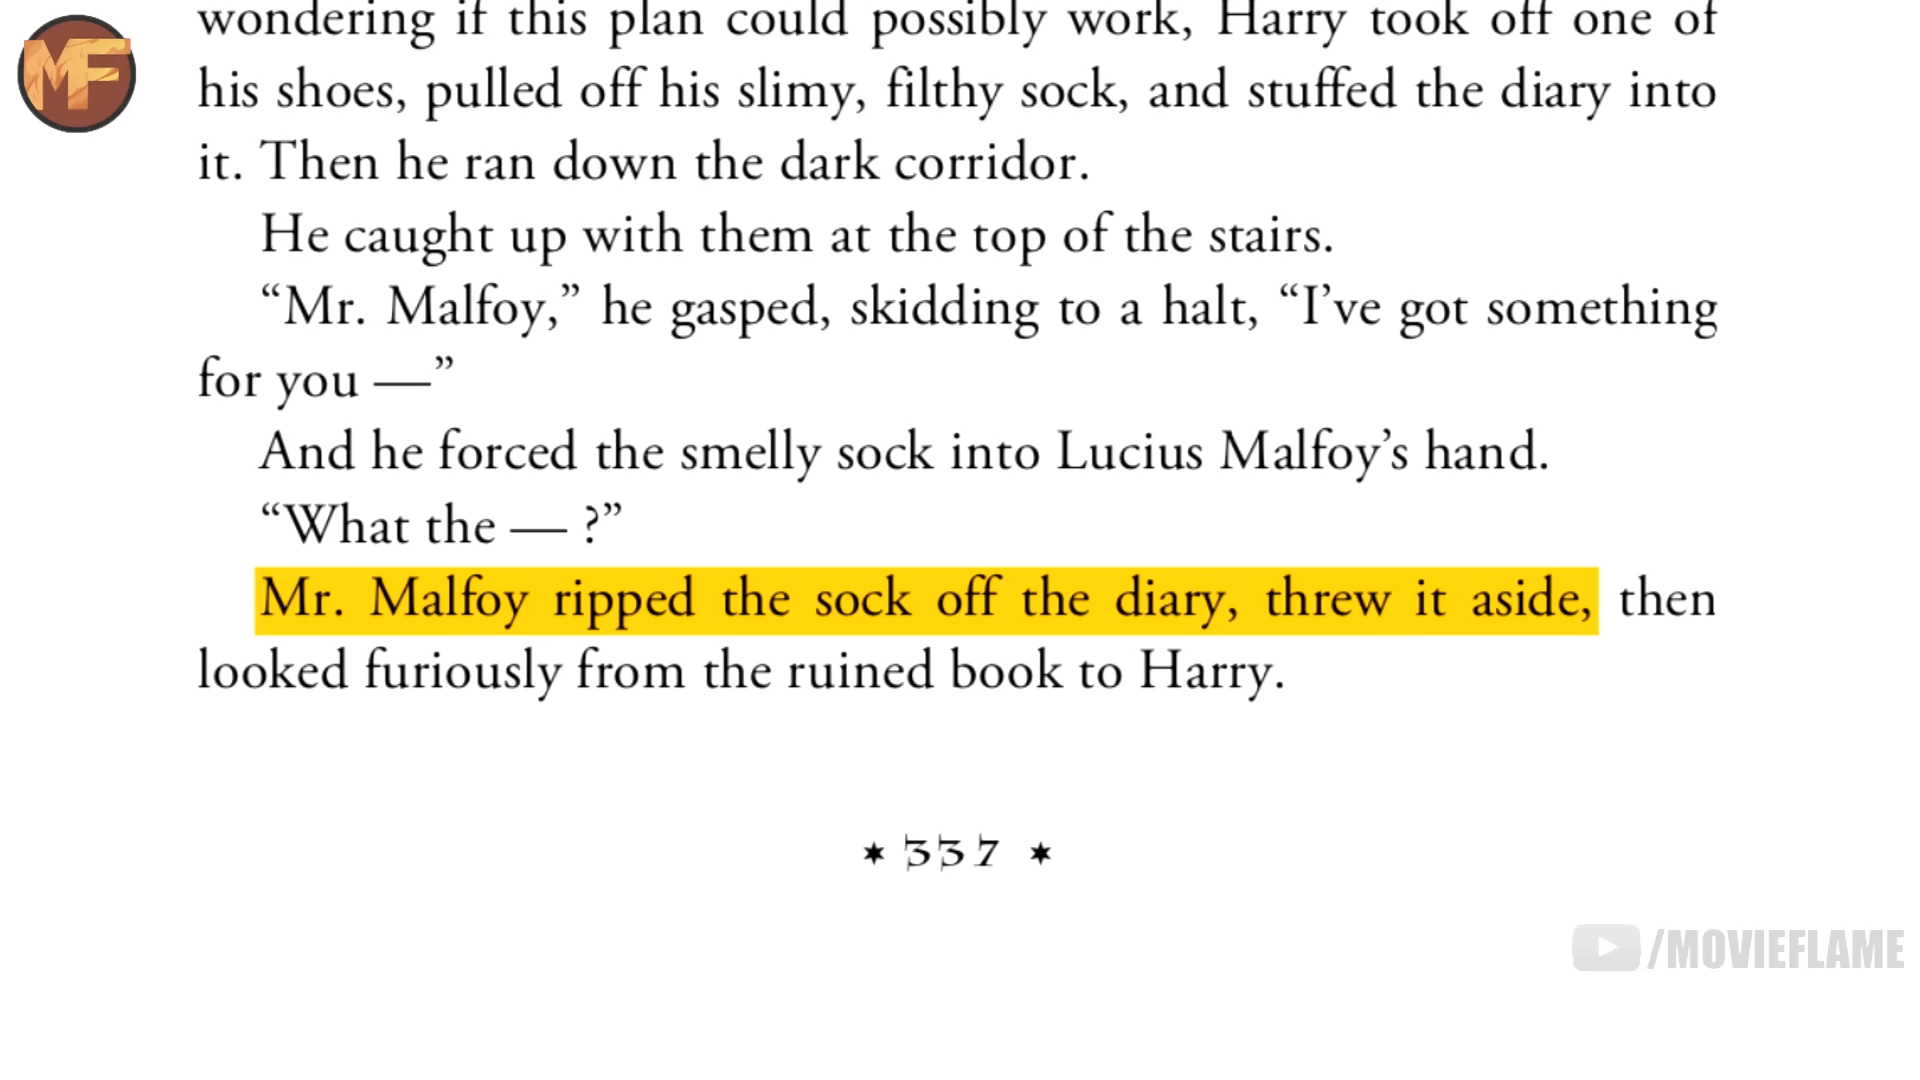 MF
wondering if this plan could possibly work, Harry took off one of
his shoes, pulled off his slimy, filthy sock, and stuffed the diary into
it. Then he ran down the dark corridor.
He caught up with them at the top of the stairs.
“Mr. Malfoy,” he gasped, skidding to a halt, “I’ve got something
for you —”
And he forced the smelly sock into Lucius Malfoy’s hand.
“What the — ?”
Mr. Malfoy ripped the sock off the diary, threw it aside, then
looked furiously from the ruined book to Harry.
★ 337 ★
/MOVIEFLAME